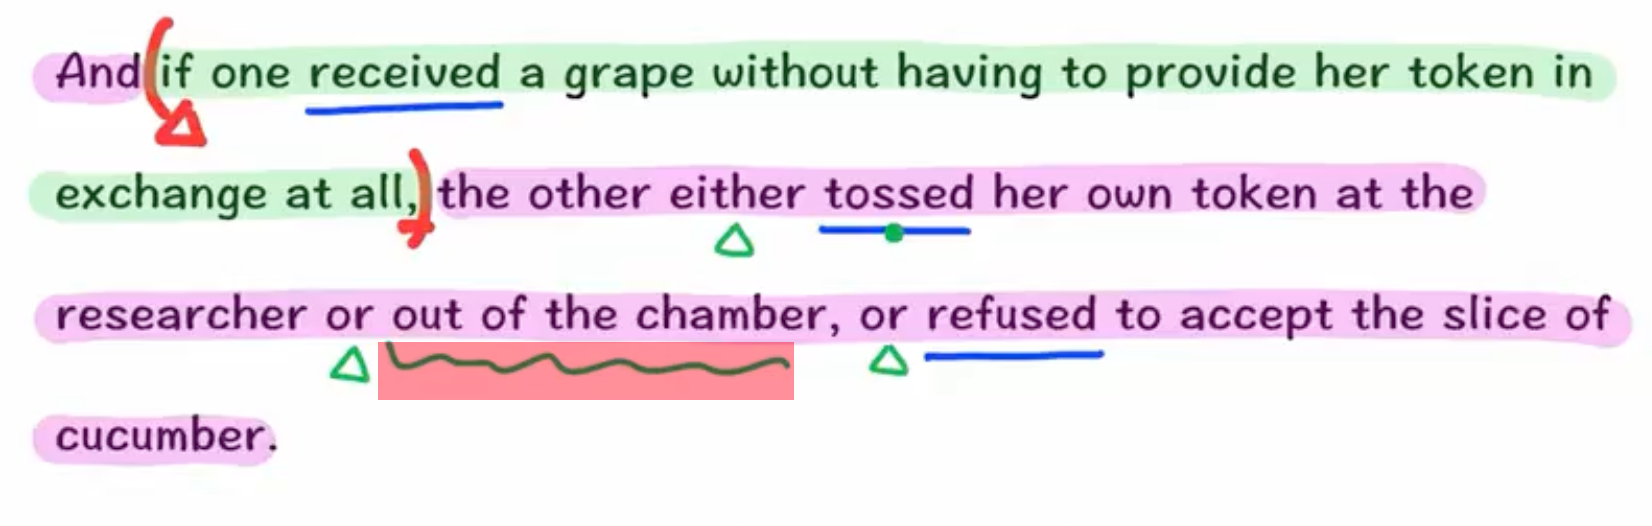 And if one received a grape without having to provide her token in
exchange at all, the other either tossed her own token at the
researcher or out of the chamber, or refused to accept the slice of
cucumber.